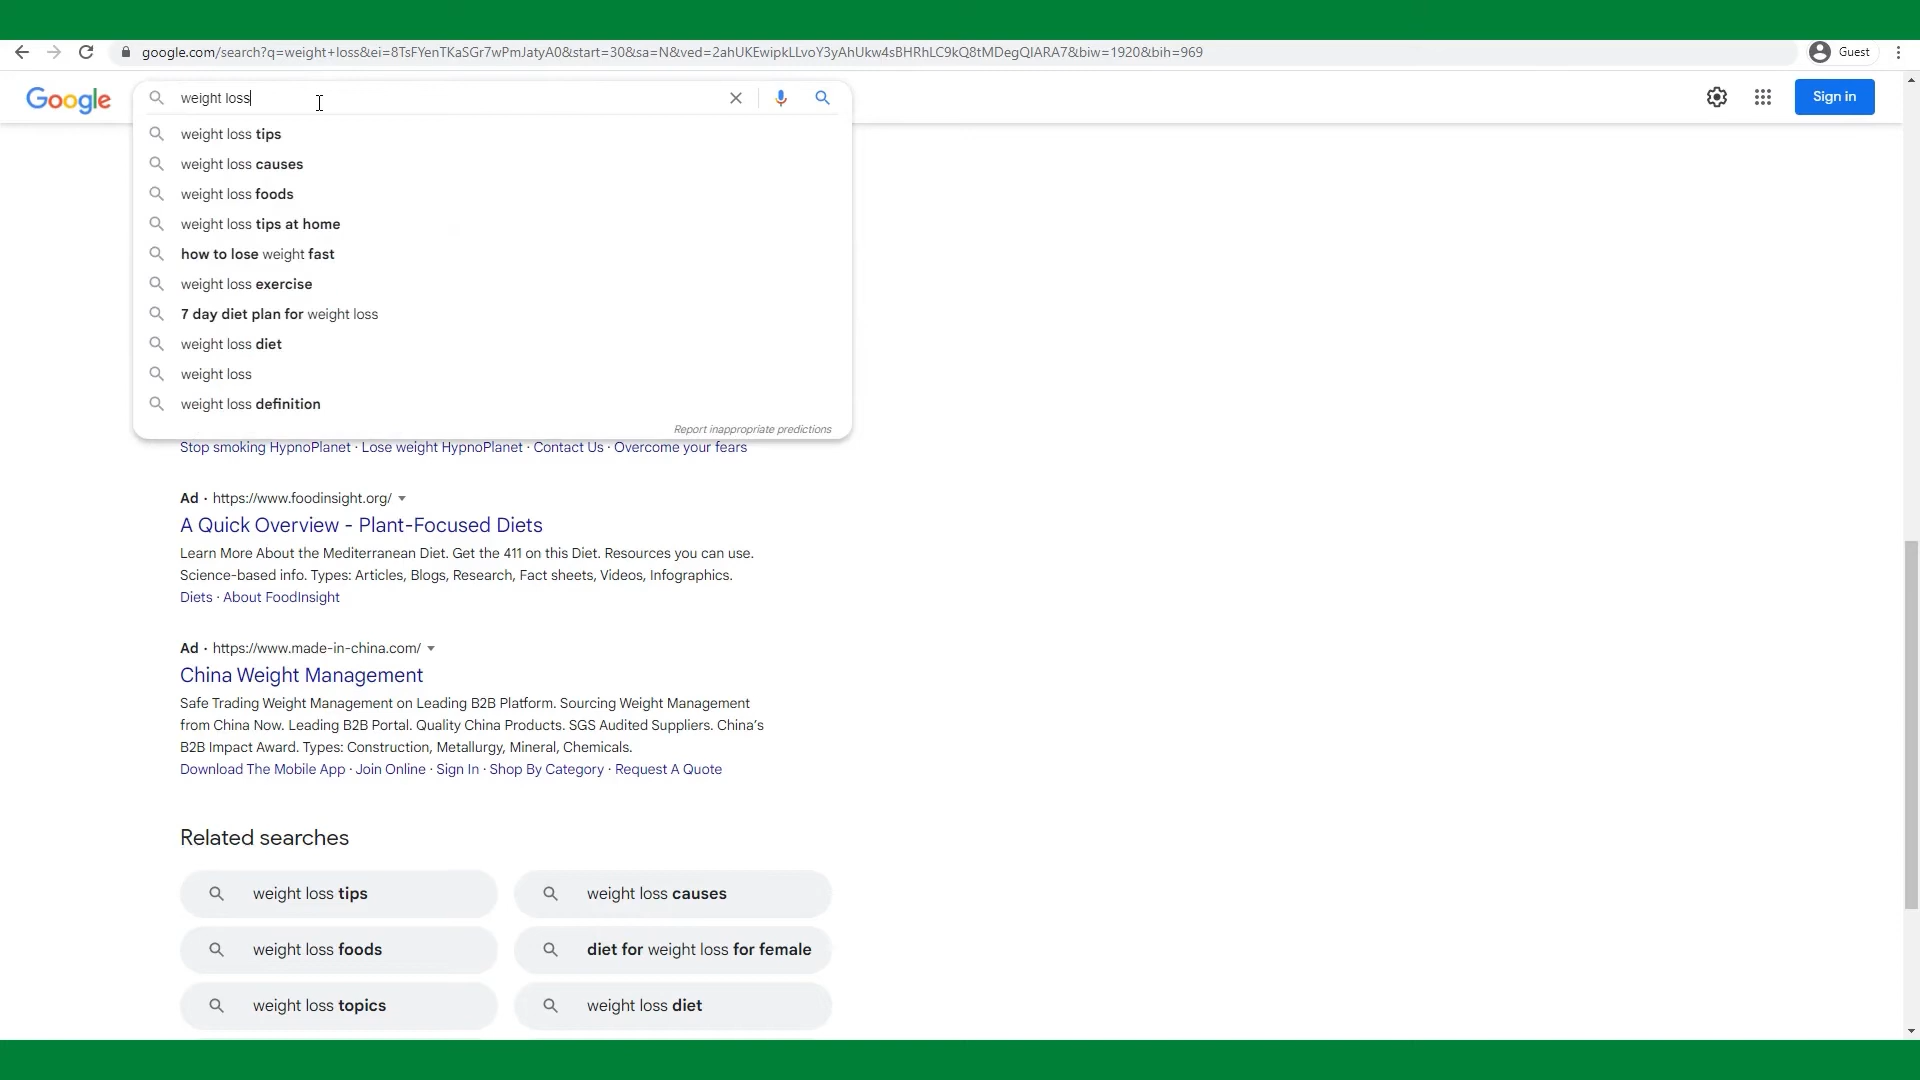 google.com/search?q=weight+loss&ei=8TsFYenTKaSGr7wPmJatyA0&start=30&sa=N&ved=2ahUKEwipkLLvoY3yAhUkw4sBHRhLC9kQ8tMDegQIARA7&biw=1920&bih=969
Guest
Google
weight loss
Sign in
weight loss tips
weight loss causes
weight loss foods
weight loss tips at home
how to lose weight fast
weight loss exercise
7 day diet plan for weight loss
weight loss diet
weight loss
weight loss definition
Report inappropriate predictions
Stop smoking HypnoPlanet · Lose weight HypnoPlanet · Contact Us · Overcome your fears
Ad · https://www.foodinsight.org/
A Quick Overview - Plant-Focused Diets
Learn More About the Mediterranean Diet. Get the 411 on this Diet. Resources you can use.
Science-based info. Types: Articles, Blogs, Research, Fact sheets, Videos, Infographics.
Diets · About FoodInsight
Ad · https://www.made-in-china.com/
China Weight Management
Safe Trading Weight Management on Leading B2B Platform. Sourcing Weight Management
from China Now. Leading B2B Portal. Quality China Products. SGS Audited Suppliers. China's
B2B Impact Award. Types: Construction, Metallurgy, Mineral, Chemicals.
Download The Mobile App · Join Online · Sign In · Shop By Category · Request A Quote
Related searches
weight loss tips
weight loss causes
weight loss foods
diet for weight loss for female
weight loss topics
weight loss diet